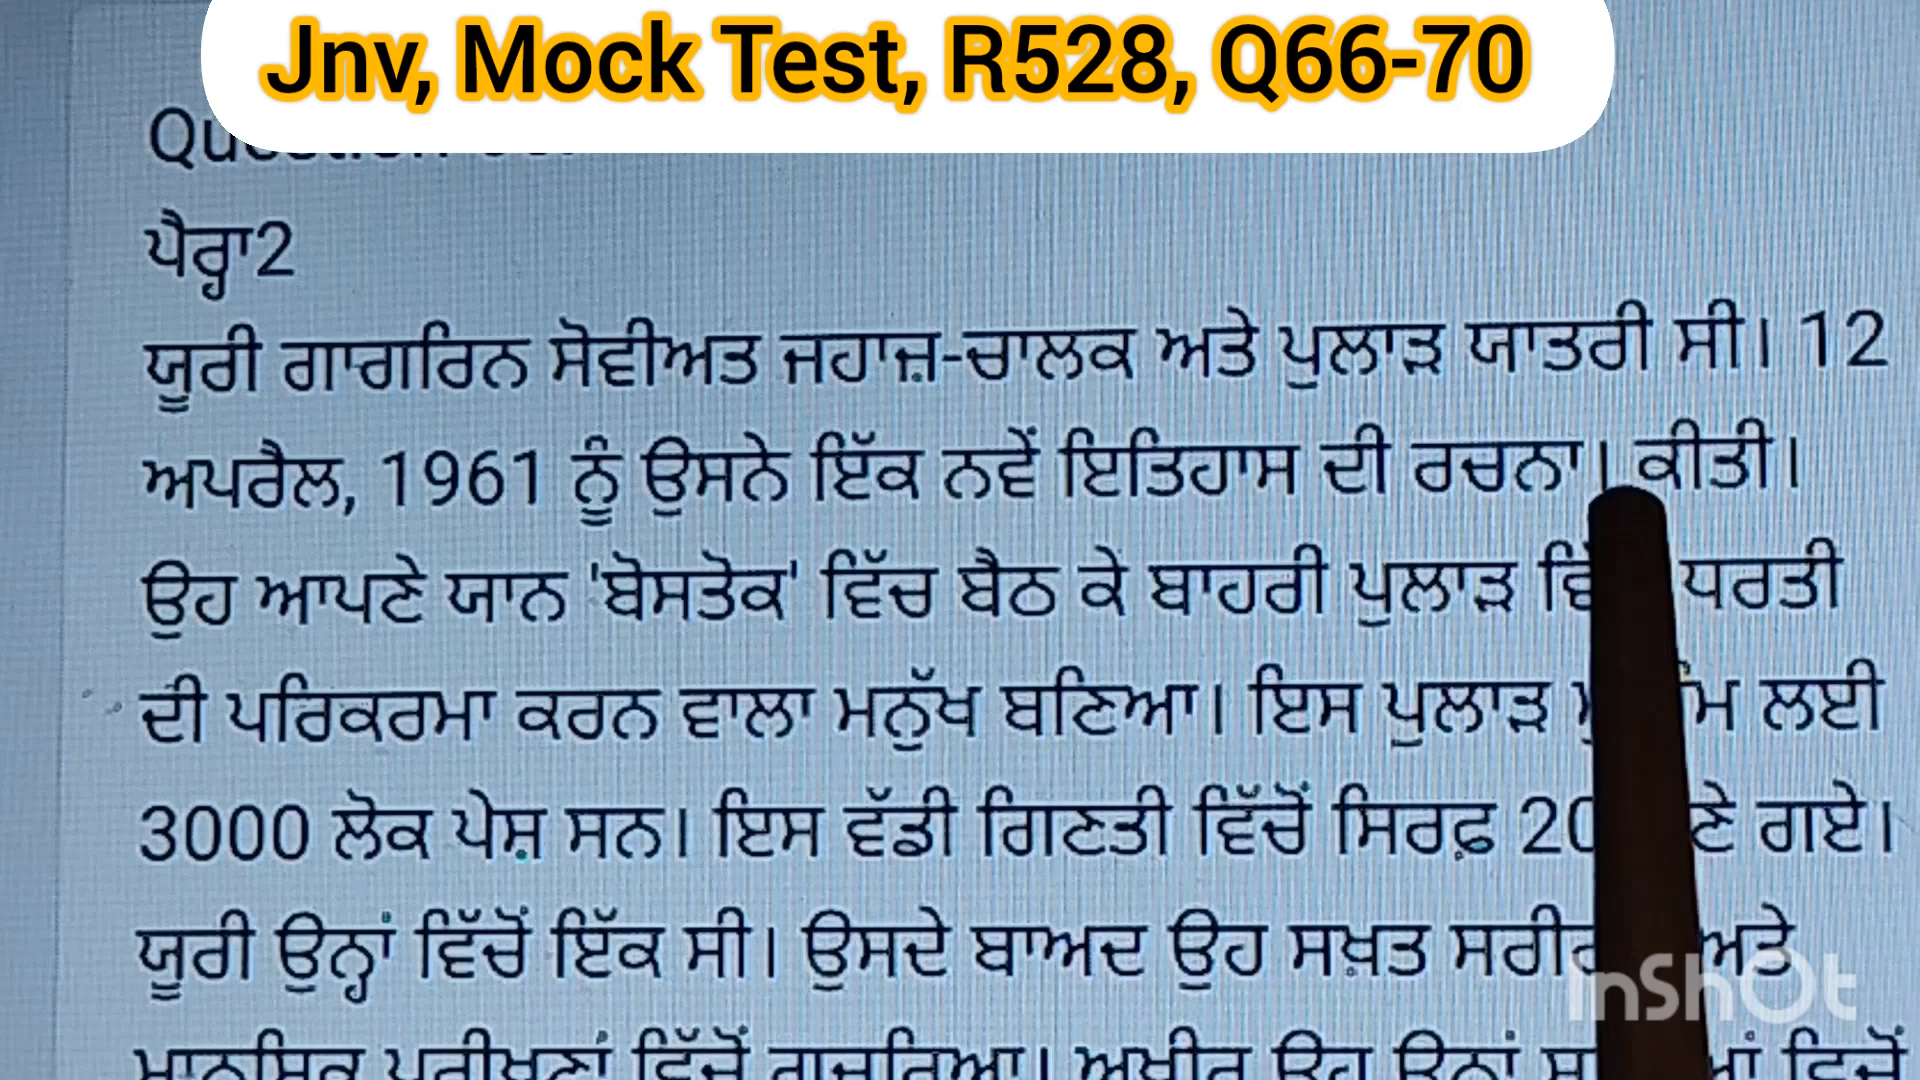 Jnv, Mock Test, R528, Q66-70
ਪੈਰ੍ਹਾ2
ਯੂਰੀ ਗਾਗਰਿਨ ਸੋਵੀਅਤ ਜਹਾਜ਼-ਚਾਲਕ ਅਤੇ ਪੁਲਾੜ ਯਾਤਰੀ ਸੀ। 12
ਅਪਰੈਲ, 1961 ਨੂੰ ਉਸਨੇ ਇੱਕ ਨਵੇਂ ਇਤਿਹਾਸ ਦੀ ਰਚਨਾ। ਕੀਤੀ।
ਉਹ ਆਪਣੇ ਯਾਨ 'ਬੋਸਤੋਕ' ਵਿੱਚ ਬੈਠ ਕੇ ਬਾਹਰੀ ਪੁਲਾੜ ਧਰਤੀ
ਦੀ ਪਰਿਕਰਮਾ ਕਰਨ ਵਾਲਾ ਮਨੁੱਖ ਬਣਿਆ। ਇਸ ਪੁਲਾੜ ਲਈ
3000 ਲੋਕ ਪੇਸ਼ ਸਨ। ਇਸ ਵੱਡੀ ਗਿਣਤੀ ਵਿੱਚੋਂ ਸਿਰਫ਼ 20 ਗਏ।
ਯੂਰੀ ਉਨ੍ਹਾਂ ਵਿੱਚੋਂ ਇੱਕ ਸੀ। ਉਸਦੇ ਬਾਅਦ ਉਹ ਸਖ਼ਤ ਅਤੇ
InShOt